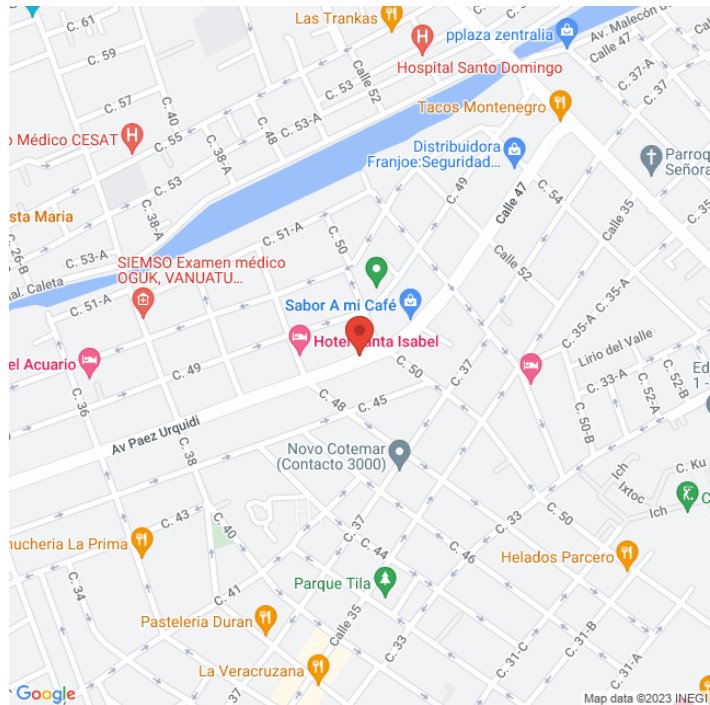 C. 61
Las Trankas
pplaza zentralia
Av. Malecón de
Calle 47
C. 59
Calle 52
Hospital Santo
Domingo
C. 37-A
C. 57
C. 40
C. 48
C. 53
C. 53-A
Tacos Montenegro
o Médico CESAT
C. 55
C. 38-A
Distribuidora
Franjoe:Seguridad...
Parroq
Señora
C. 53
C. 49
C. 54
Calle 47
Calle 35
C. 35-
sta Maria
C. 38-A
C. 51-A
C. 50
C. 26-B
C. 53-A
SIEMSO Examen médico
OGUK, VANUATU...
Calle 52
al. Caleta
C. 51-A
Sabor A mi Café
C. 35-A
C. 35-A
Hotel Santa Isabel
Lirio del Valle
el Acuario
C. 49
C. 50
C. 37
C. 33-A
Ed
1 -
C. 36
C. 48
C. 45
C. 50-B
C. 52-A
C. 52-B
Av Paez Urquidi
C. 38
Novo Cotemar
(Contacto 3000)
Ich
C. Ku
Ixtoc
Ich
C
C. 43
C. 40
C. 37
C. 33
C. 50
nucheria La Prima
C. 44
C. 46
Helados Parcero
C. 34
C. 41
Parque Tila
Pasteleria Duran
Calle 35
C. 33
C. 31-B
C. 31-C
C. 31-A
La Veracruzana
37
Google
Map data ©2023 INEGI